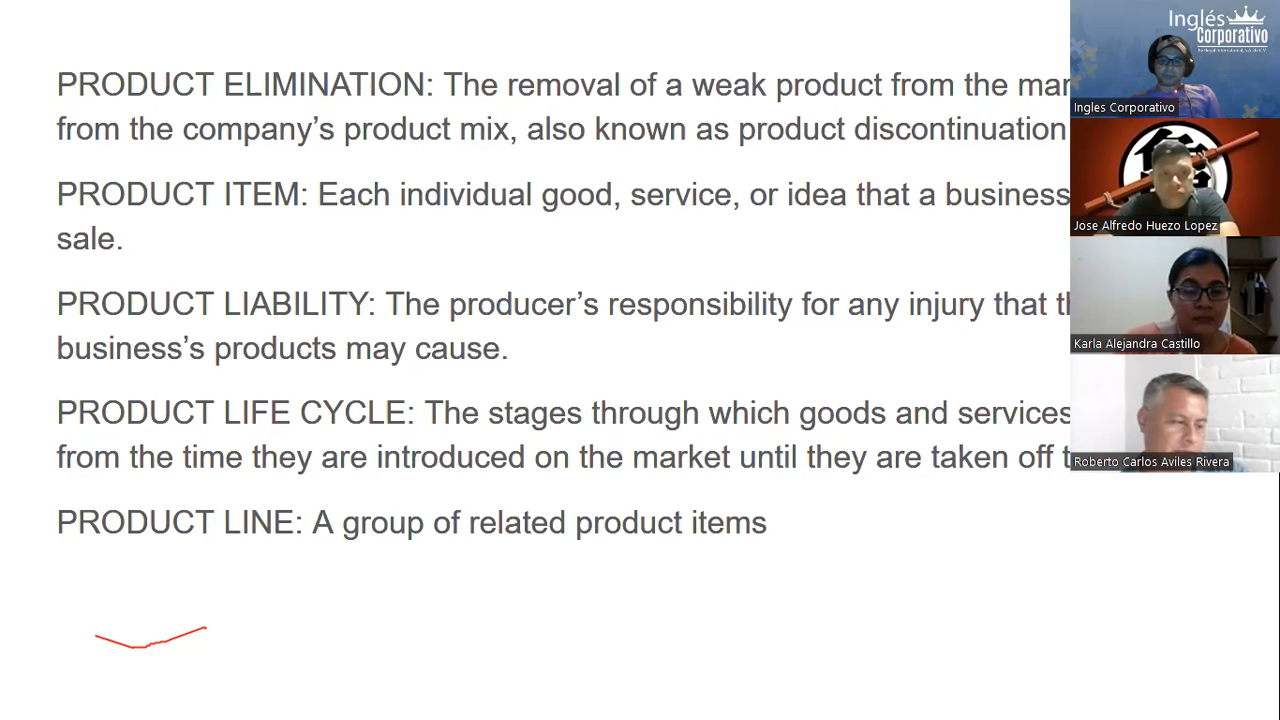 PRODUCT ELIMINATION: The removal of a weak product from the
from the company's product mix, also known as product discontinuation
PRODUCT ITEM: Each individual good, service, or idea that a business
sale.
PRODUCT LIABILITY: The producer's responsibility for any injury that
business's products may cause.
PRODUCT LIFE CYCLE: The stages through which goods and services
from the time they are introduced on the market until they are taken off
PRODUCT LINE: A group of related product items
Inglés
Corporativo
Ingles Corporativo
Jose Alfredo Huezo Lopez
Karla Alejandra Castillo
Roberto Carlos Aviles Rivera